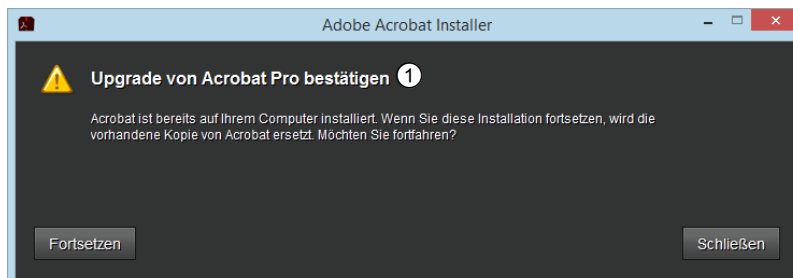 Adobe Acrobat Installer
Upgrade von Acrobat Pro bestätigen 1
Acrobat ist bereits auf Ihrem Computer installiert. Wenn Sie diese Installation fortsetzen, wird die
vorhandene Kopie von Acrobat ersetzt. Möchten Sie fortfahren?
Fortsetzen
Schließen